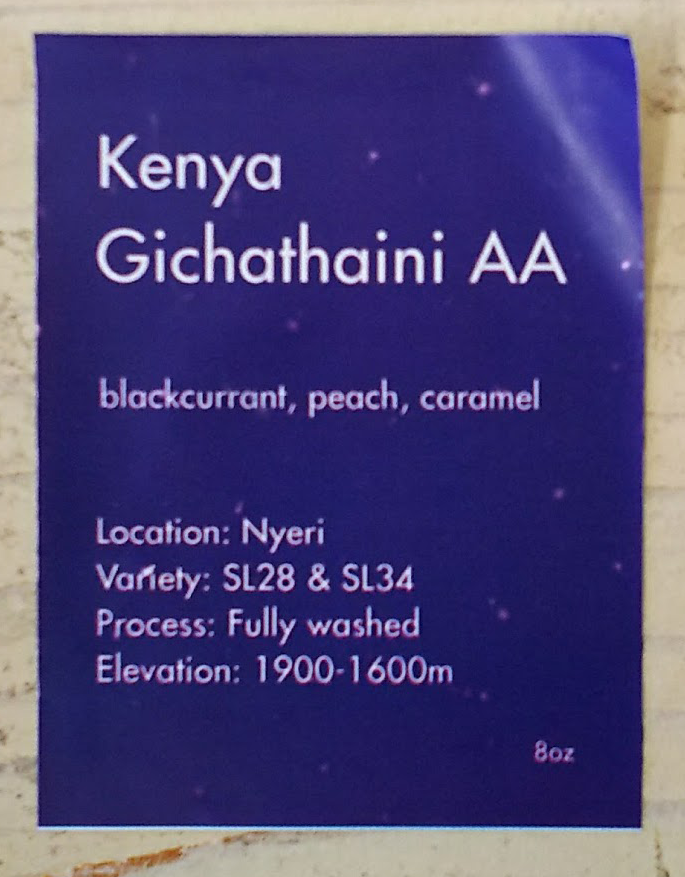 Kenya
Gichathaini AA
blackcurrant, peach, caramel
Location: Nyeri
Variety: SL28 & SL34
Process: Fully washed
Elevation: 1900-1600m
8oz